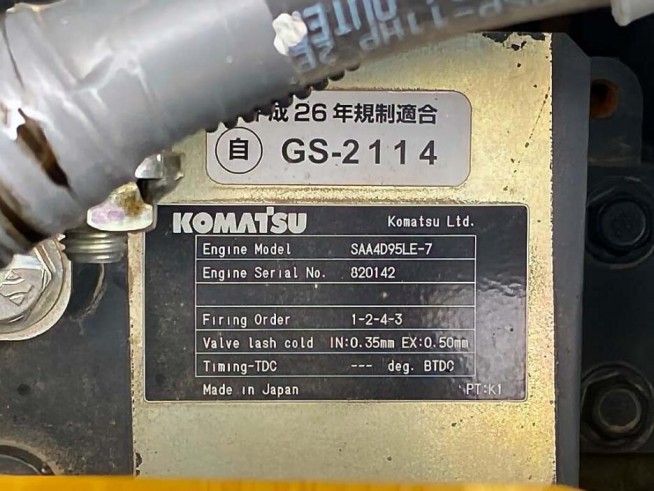 OUTER
成26年規制適合
自 GS-2114
KOMATSU Komatsu Ltd.
Engine Model SAA4D95LE-7
Engine Serial No. 820142
Firing Order 1-2-4-3
Valve lash cold IN:0.35mm EX:0.50mm
Timing-TDC --- deg. BTDC
Made in Japan PT:K1